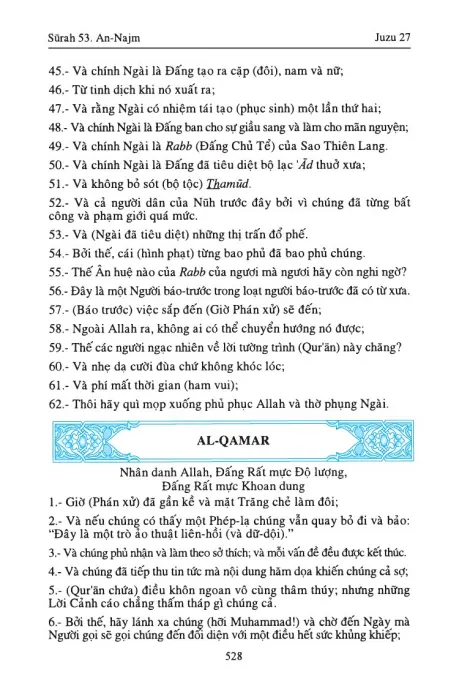 Sūrah 53. An-Najm Juzu 27
45.- Và chính Ngài là Đấng tạo ra cặp (đôi), nam và nữ;
46.- Từ tinh dịch khi nó xuất ra;
47.- Và rằng Ngài có nhiệm tái tạo (phục sinh) một lần thứ hai;
48.- Và chính Ngài là Đấng ban cho sự giầu sang và làm cho mãn nguyện;
49.- Và chính Ngài là Rabb (Đấng Chủ Tể) của Sao Thiên Lang.
50.- Và chính Ngài là Đấng đã tiêu diệt bộ lạc 'Ād thuở xưa;
51.- Và không bỏ sót (bộ tộc) Thamūd.
52.- Và cả người dân của Nūh trước đây bởi vì chúng đã từng bất
công và phạm giới quá mức.
53.- Và (Ngài đã tiêu diệt) những thị trấn đổ phế.
54.- Bởi thế, cái (hình phạt) từng bao phủ đã bao phủ chúng.
55.- Thế Ân huệ nào của Rabb của ngươi mà ngươi hãy còn nghi ngờ?
56.- Đây là một Người báo-trước trong loạt người báo-trước đã có từ xưa.
57.- (Báo trước) việc sắp đến (Giờ Phán xử) sẽ đến;
58.- Ngoài Allah ra, không ai có thể chuyển hướng nó được;
59.- Thế các người ngạc nhiên về lời tường trình (Qur'ān) này chăng?
60.- Và nhẹ dạ cười đùa chứ không khóc lóc;
61.- Và phí mất thời gian (ham vui);
62.- Thôi hãy quì mọp xuống phủ phục Allah và thờ phụng Ngài.
AL-QAMAR
Nhân danh Allah, Đấng Rất mực Độ lượng,
Đấng Rất mực Khoan dung
1.- Giờ (Phán xử) đã gần kề và mặt Trăng chẻ làm đôi;
2.- Và nếu chúng có thấy một Phép-lạ chúng vẫn quay bỏ đi và bảo:
“Đây là một trò ảo thuật liên-hồi (và dữ-dội).”
3.- Và chúng phủ nhận và làm theo sở thích; và mỗi vấn đề đều được kết thúc.
4.- Và chúng đã tiếp thu tin tức mà nội dung hăm dọa khiến chúng cả sợ;
5.- (Qur'ān chứa) điều khôn ngoan vô cùng thâm thúy; nhưng những
Lời Cảnh cáo chẳng thấm tháp gì chúng cả.
6.- Bởi thế, hãy lánh xa chúng (hỡi Muhammad!) và chờ đến Ngày mà
Người gọi sẽ gọi chúng đến đối diện với một điều hết sức khủng khiếp;
528